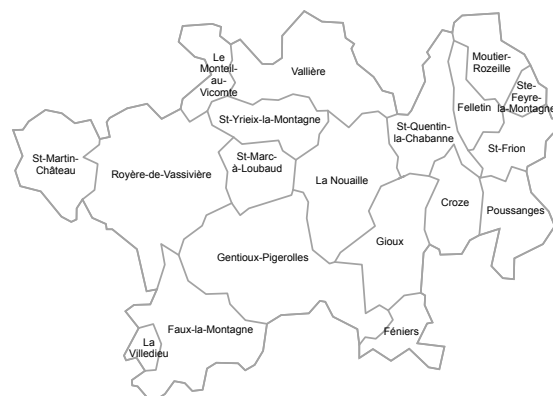 Le
Monteil-
au-
Vicomte
Vallière
Moutier-
Rozeille
Ste-
Feyre-
la-Montagne
Felletin
St-Yrieix-la-Montagne
St-Quentin-
la-Chabanne
St-Frion
St-Martin-
Château
Royère-de-Vassivière
St-Marc-
à-Loubaud
La Nouaille
Croze
Poussanges
Gioux
Gentioux-Pigerolles
Faux-la-Montagne
Féniers
La
Villedieu